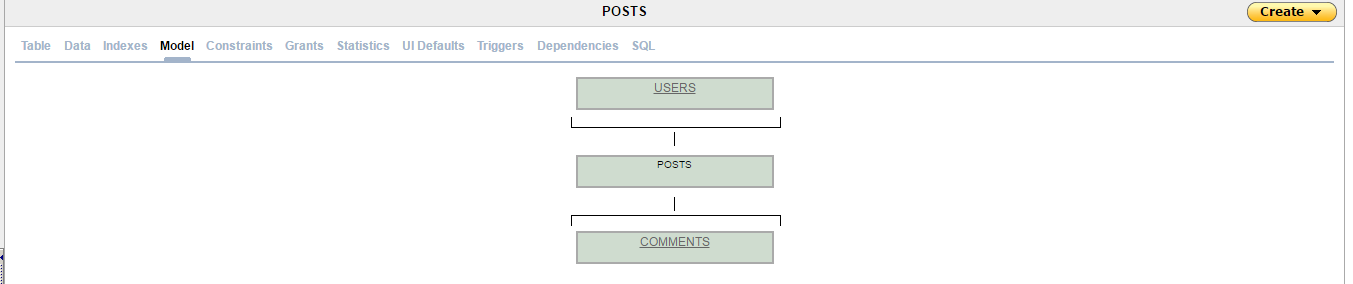 POSTS
Create
Table Data Indexes Model Constraints Grants Statistics UI Defaults Triggers Dependencies SQL
USERS
POSTS
COMMENTS